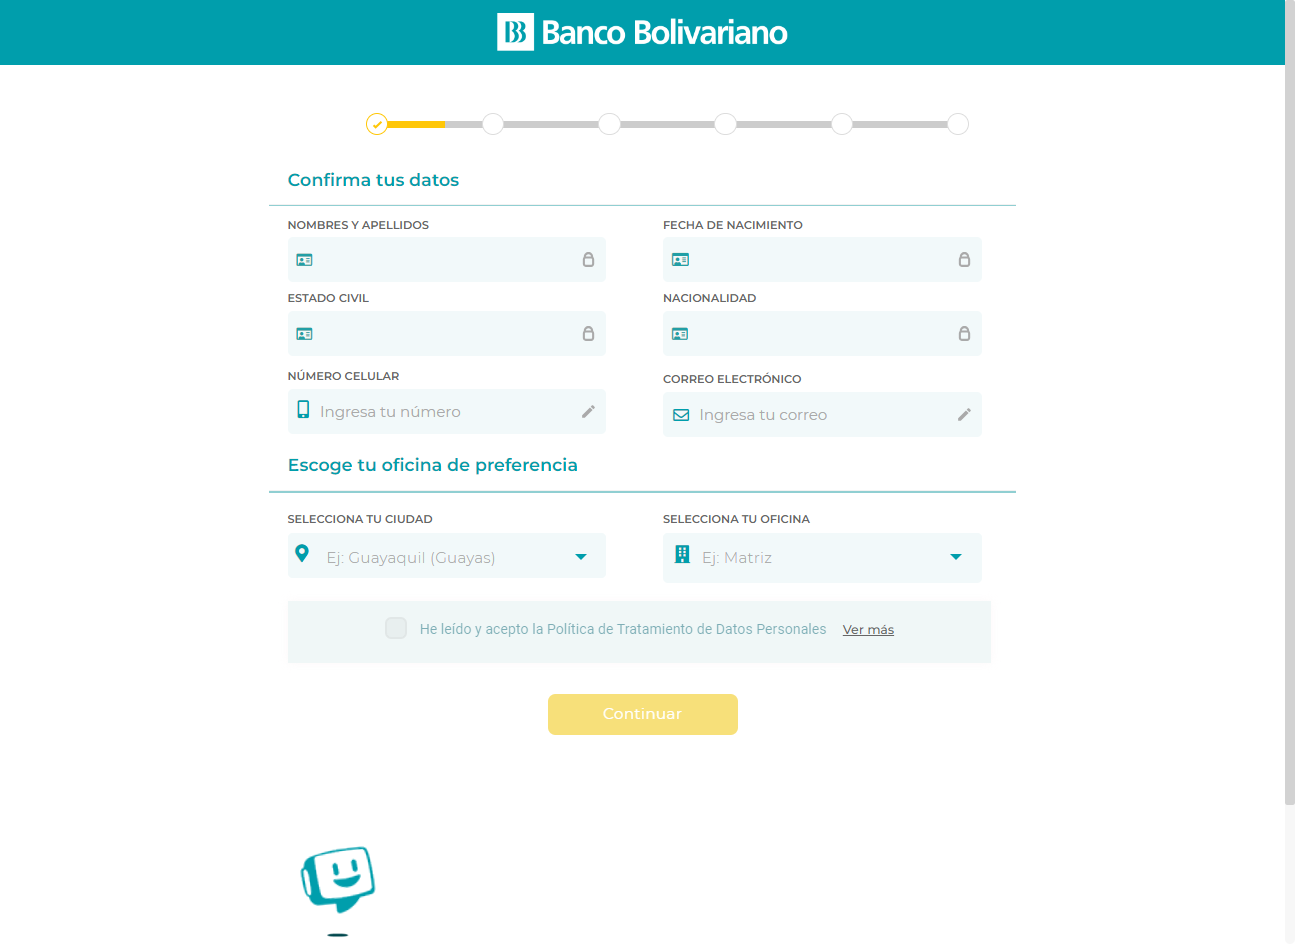 Banco Bolivariano
Confirma tus datos
NOMBRES Y APELLIDOS
FECHA DE NACIMIENTO
ESTADO CIVIL
NACIONALIDAD
NÚMERO CELULAR
Ingresa tu número
CORREO ELECTRÓNICO
Ingresa tu correo
Escoge tu oficina de preferencia
SELECCIONA TU CIUDAD
Ej: Guayaquil (Guayas)
SELECCIONA TU OFICINA
Ej: Matriz
He leído y acepto la Política de Tratamiento de Datos Personales Ver más
Continuar